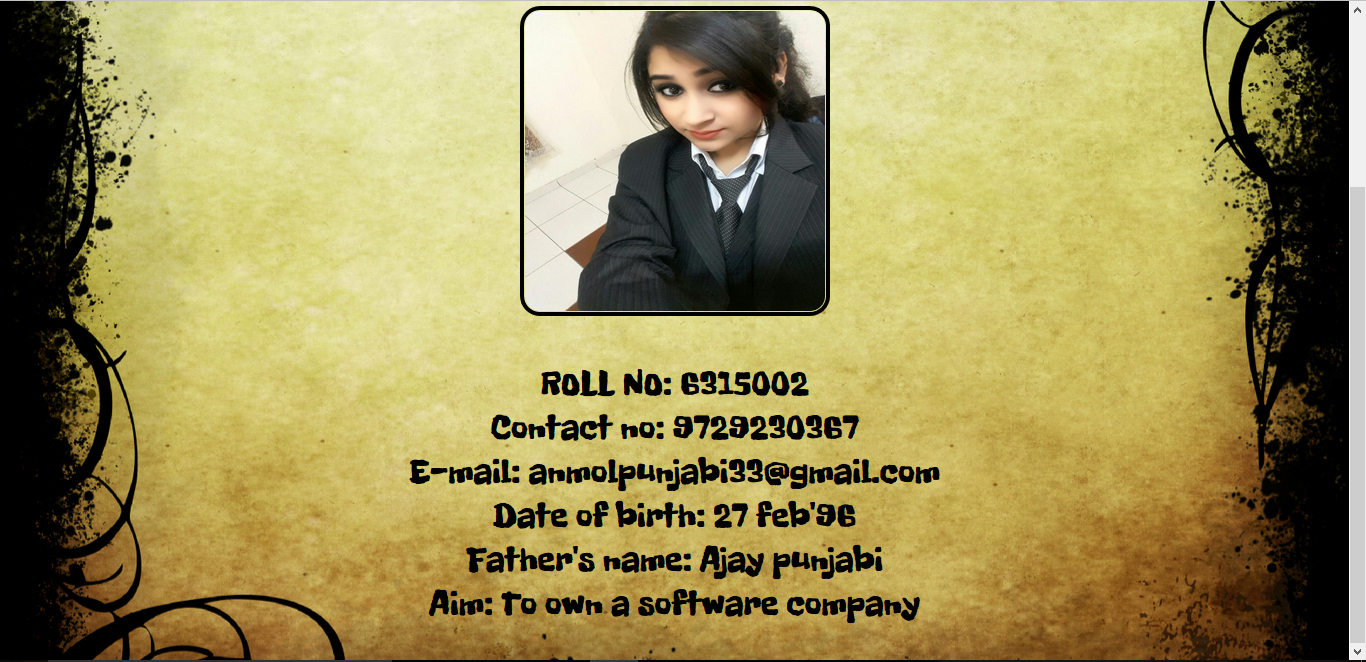 Roll No: 6315002
Contact no: 9729230367
E-mail: anmolpunjabi33@gmail.com
Date of birth: 27 feb'96
Father's name: Ajay punjabi
Aim: To own a software company